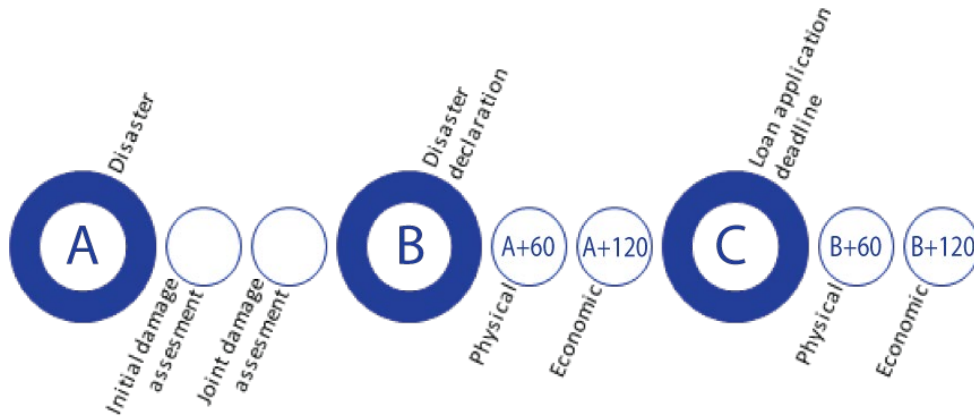 Disaster
A
Initial damage
assesment
Joint damage
assesment
Disaster
declaration
B
A+60
Physical
A+120
Economic
Loan application
deadline
C
B+60
Physical
B+120
Economic